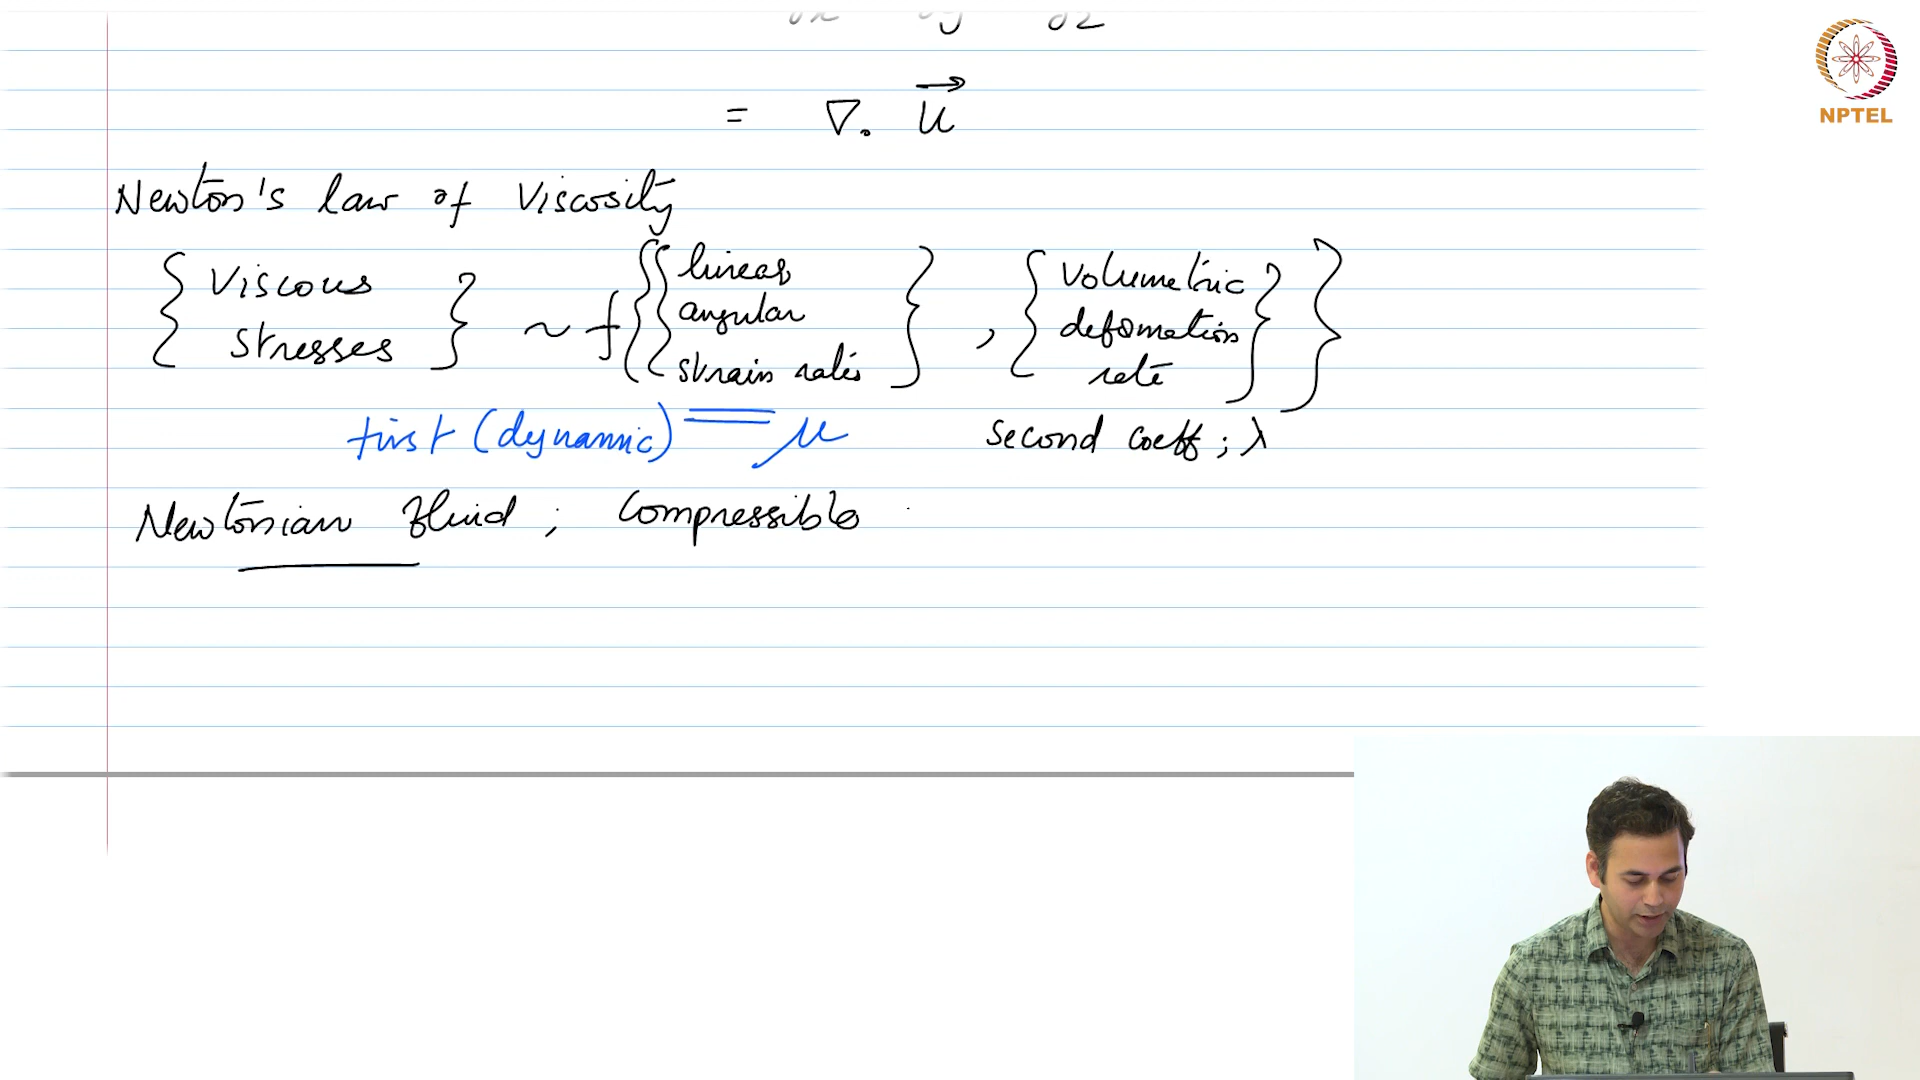 ∂x ∂y ∂z
= ∇. u⃗
NPTEL
Newton's law of Viscosity
{ Viscous stresses } ~ f { { linear angular strain rates } , { volumetric deformation rate } }
first (dynamic) μ second coeff ; λ
Newtonian fluid ; Compressible